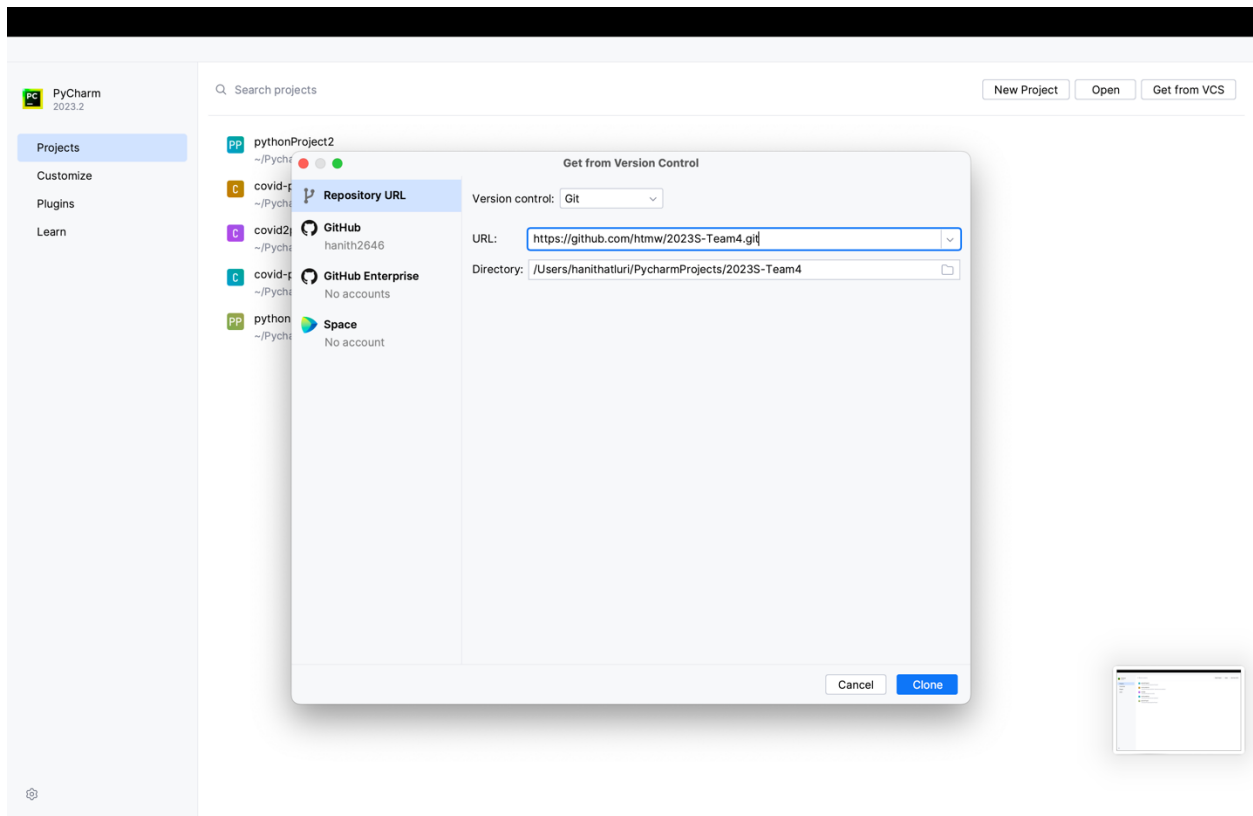 PyCharm
2023.2
Search projects
New Project
Open
Get from VCS
Projects
Customize
Plugins
Learn
PP pythonProject2
~/Pycha
C covid-p
~/Pycha
C covid2p
~/Pycha
C covid-p
~/Pycha
PP python
~/Pycha
Get from Version Control
Repository URL
GitHub
hanith2646
GitHub Enterprise
No accounts
Space
No account
Version control: Git
URL: https://github.com/htmw/2023S-Team4.git
Directory: /Users/hanithatluri/PycharmProjects/2023S-Team4
Cancel
Clone